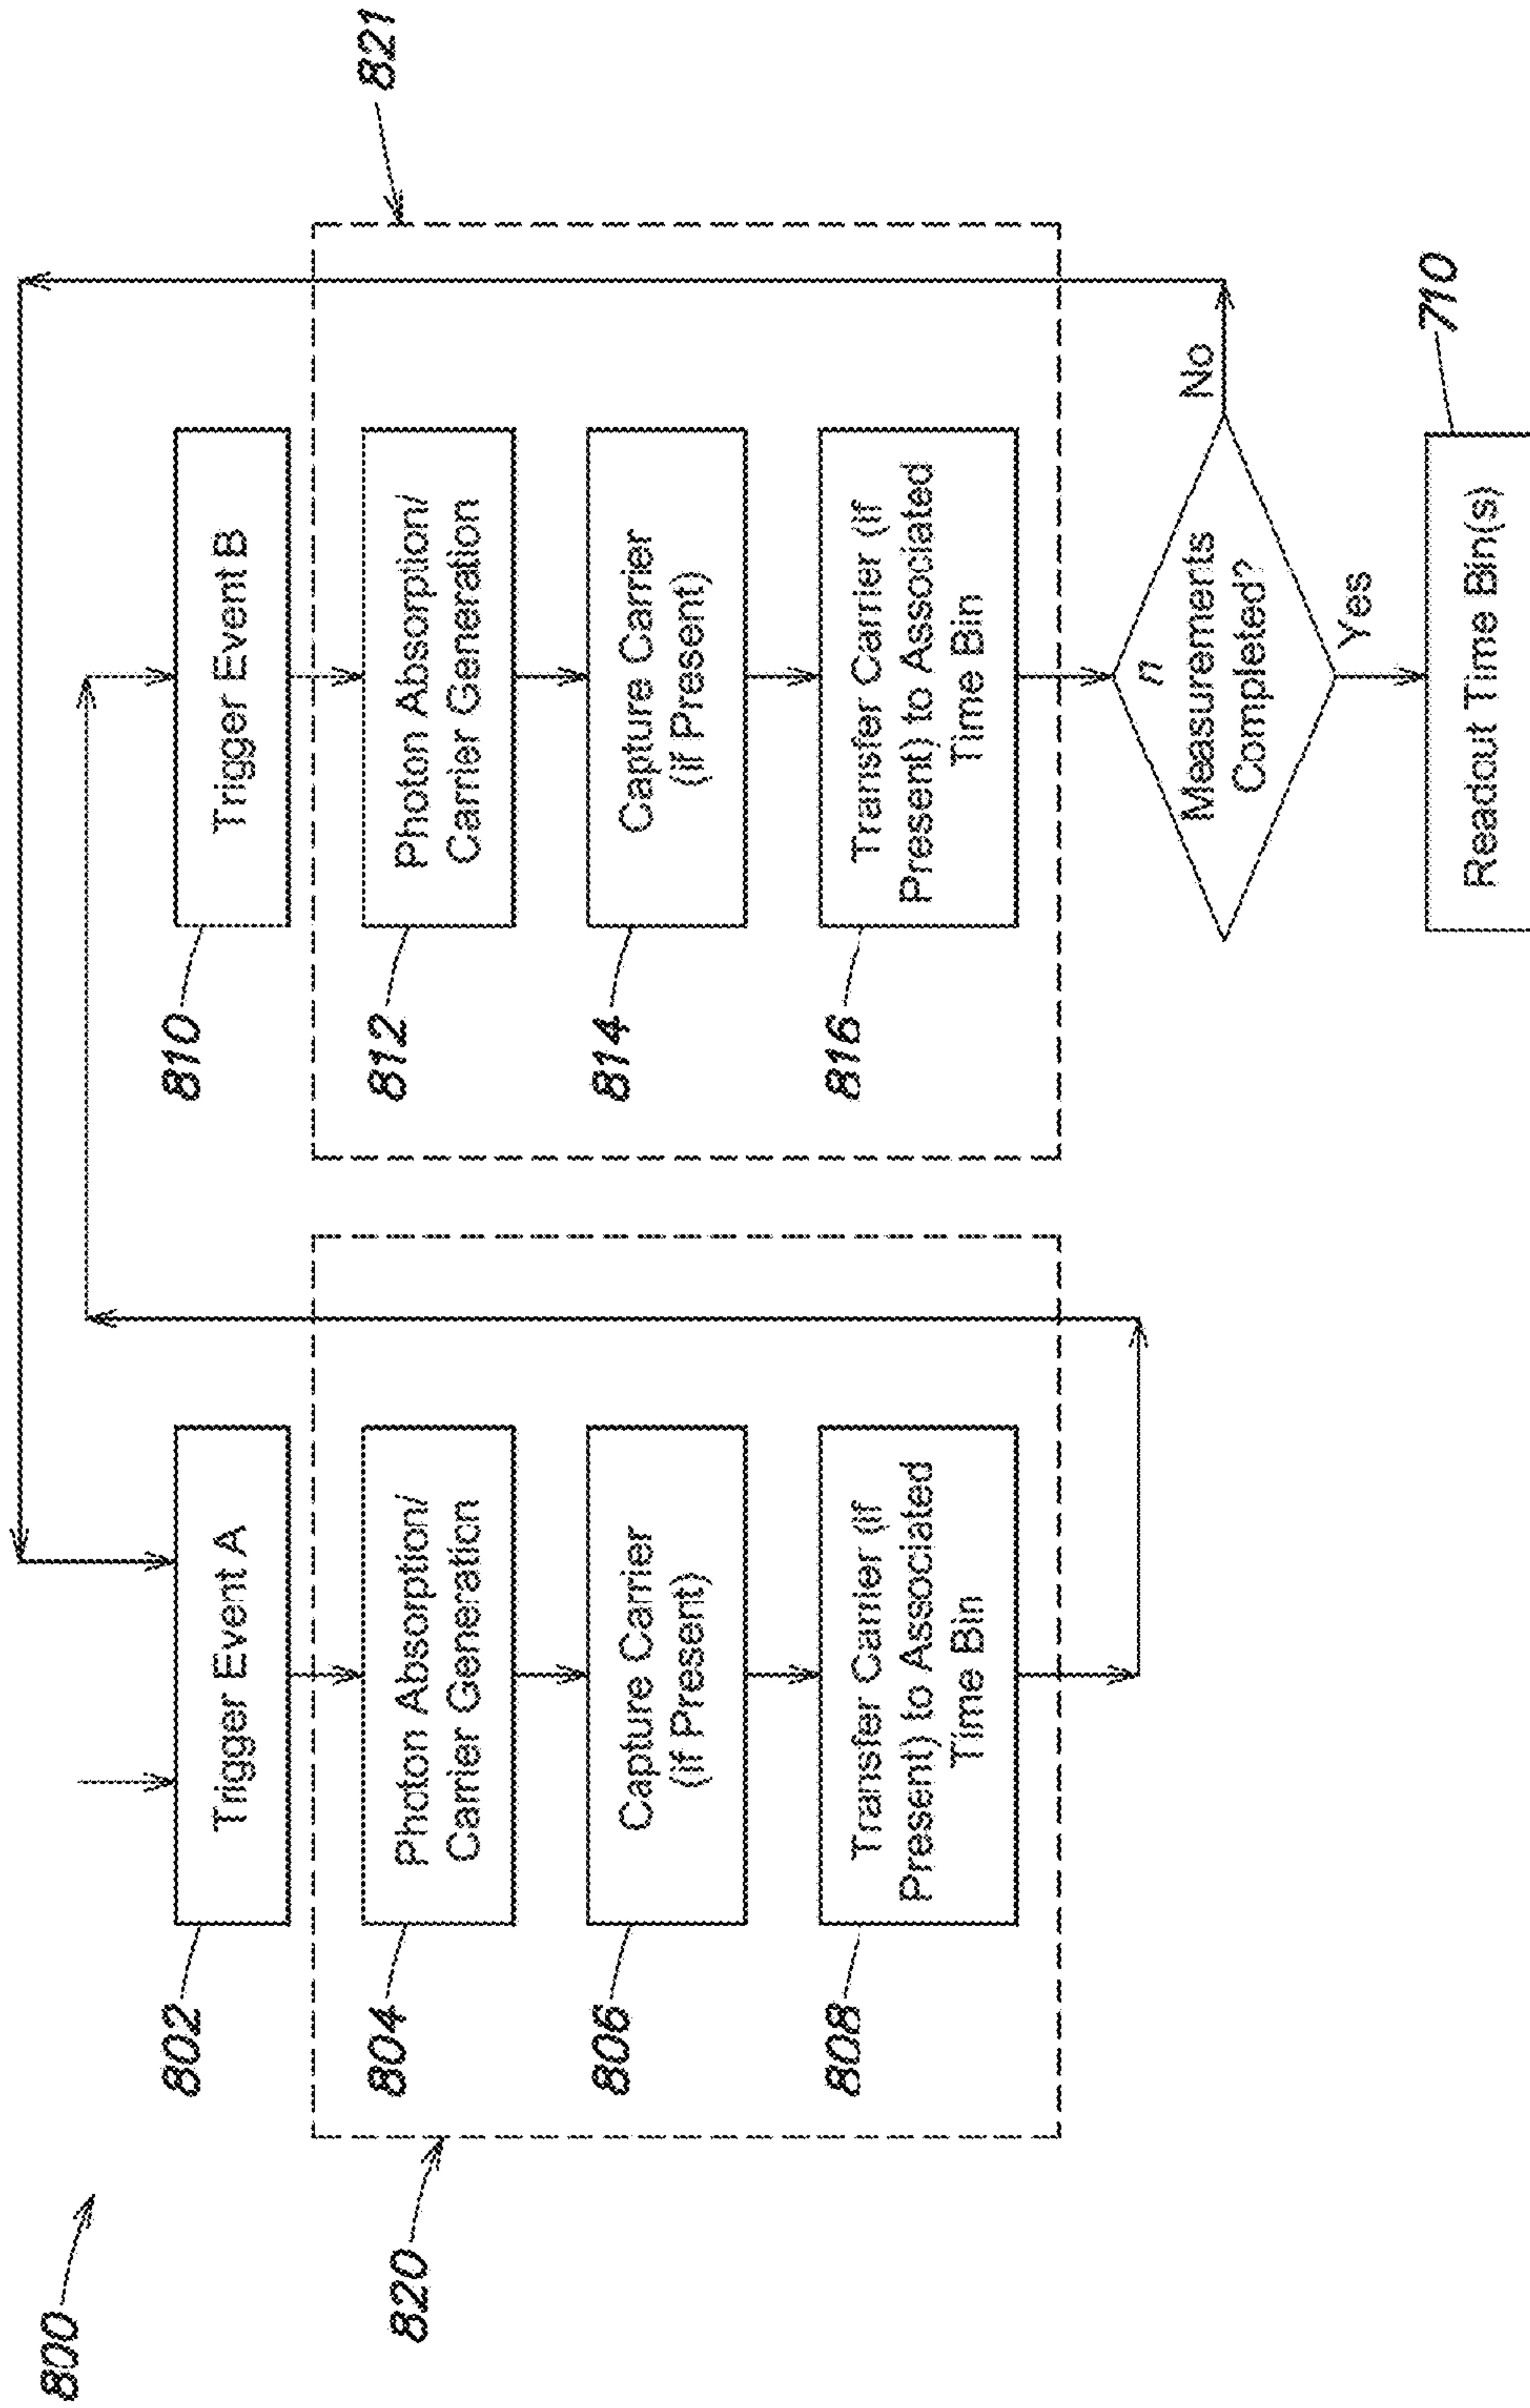 800
802
Trigger Event A
820
804
Photon Absorption/
Carrier Generation
806
Capture Carrier
(if Present)
808
Transfer Carrier (if
Present) to Associated
Time Bin
810
Trigger Event B
821
812
Photon Absorption/
Carrier Generation
814
Capture Carrier
(if Present)
816
Transfer Carrier (if
Present) to Associated
Time Bin
n
Measurements
Completed?
No
Yes
710
Readout Time Bin(s)